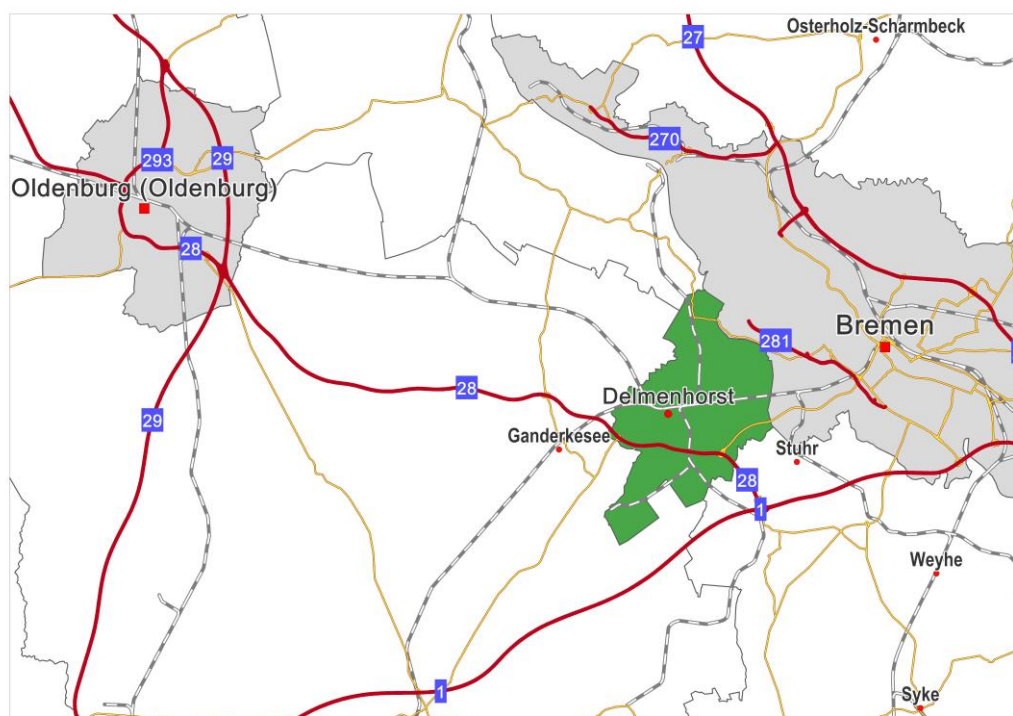 Osterholz-Scharmbeck
27
270
293
29
Oldenburg (Oldenburg)
28
Bremen
281
28
Delmenhorst
29
Ganderkesee
Stuhr
28
1
Weyhe
1
Syke